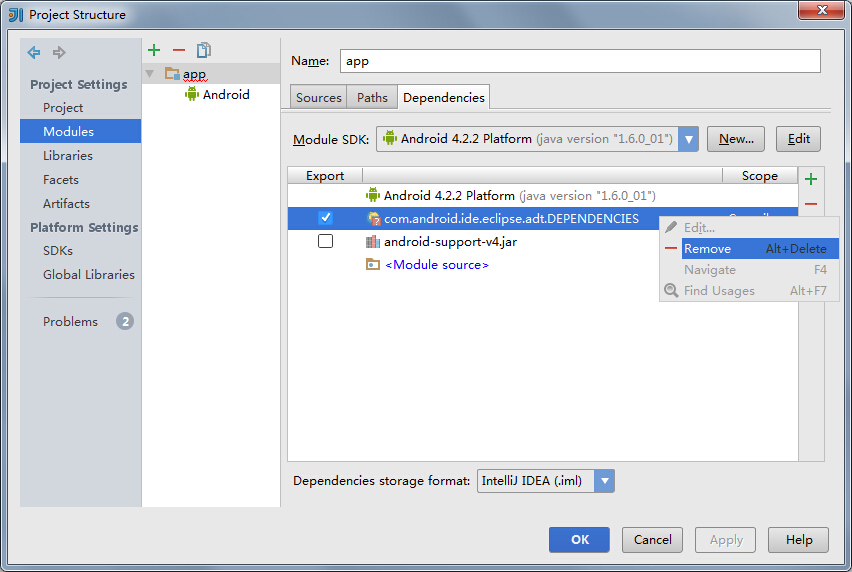 Project Structure
Project Settings
Project
Modules
Libraries
Facets
Artifacts
Platform Settings
SDKs
Global Libraries
Problems 2
app
Android
Name: app
Sources Paths Dependencies
Module SDK: Android 4.2.2 Platform (java version "1.6.0_01") New... Edit
Export Scope
Android 4.2.2 Platform (java version "1.6.0_01")
com.android.ide.eclipse.adt.DEPENDENCIES
android-support-v4.jar
<Module source>
Edit...
Remove Alt+Delete
Navigate F4
Find Usages Alt+F7
Dependencies storage format: IntelliJ IDEA (.iml)
OK Cancel Apply Help